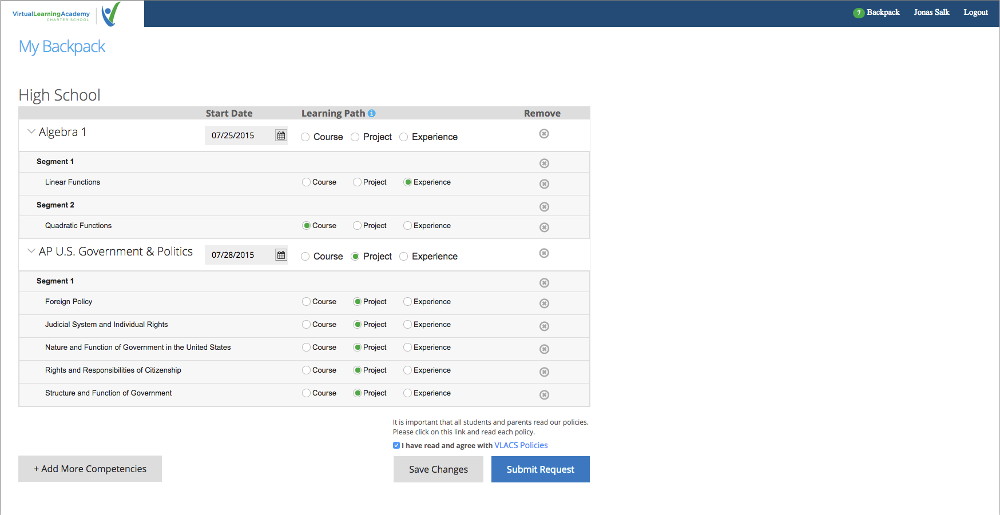 VirtualLearningAcademy
CHARTER SCHOOL
7 Backpack Jonas Salk Logout
My Backpack
High School
Start Date Learning Path i Remove
Algebra 1 07/25/2015 Course Project Experience
Segment 1
Linear Functions Course Project Experience
Segment 2
Quadratic Functions Course Project Experience
AP U.S. Government & Politics 07/28/2015 Course Project Experience
Segment 1
Foreign Policy Course Project Experience
Judicial System and Individual Rights Course Project Experience
Nature and Function of Government in the United States Course Project Experience
Rights and Responsibilities of Citizenship Course Project Experience
Structure and Function of Government Course Project Experience
It is important that all students and parents read our policies.
Please click on this link and read each policy.
I have read and agree with VLACS Policies
+ Add More Competencies Save Changes Submit Request